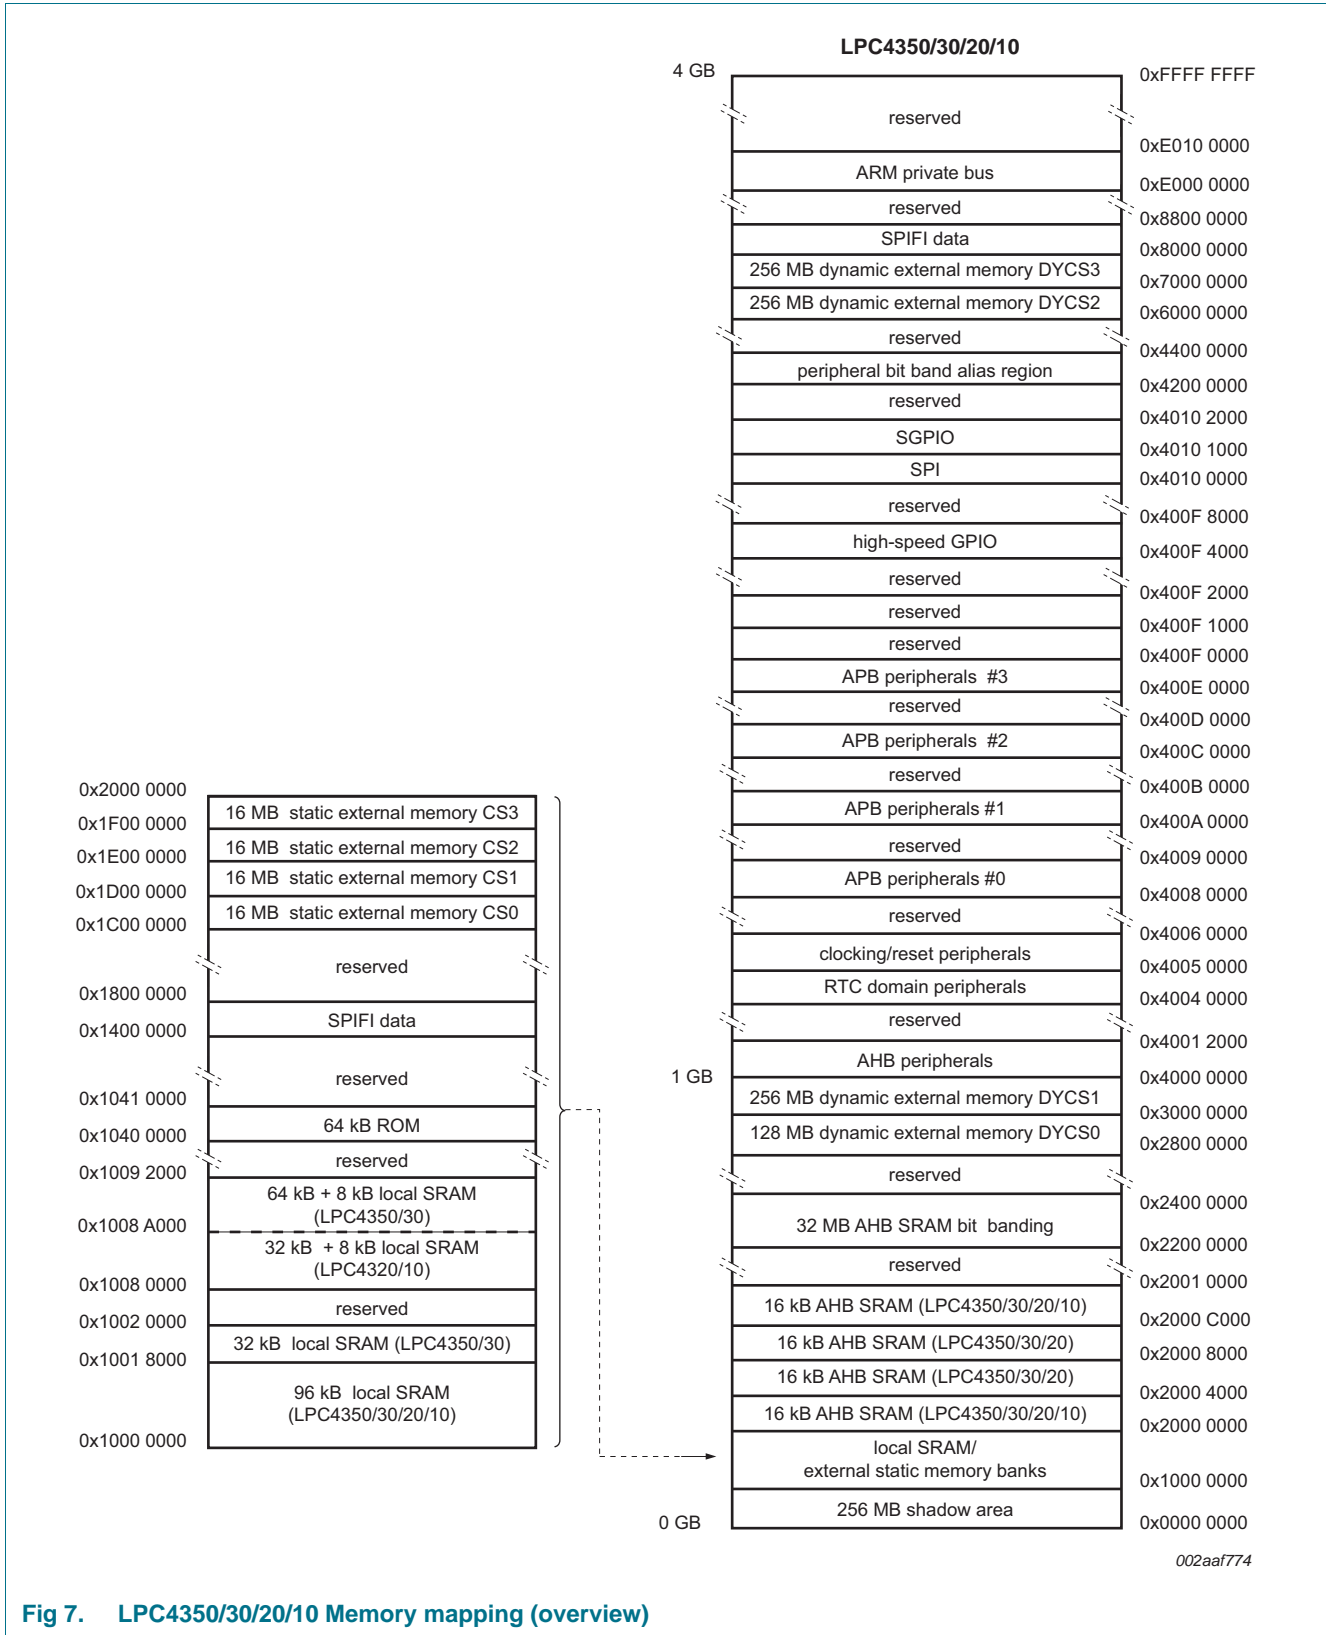 LPC4350/30/20/10
4 GB
0xFFFF FFFF
reserved
0xE010 0000
ARM private bus
0xE000 0000
reserved
0x8800 0000
SPIFI data
0x8000 0000
256 MB dynamic external memory DYCS3
0x7000 0000
256 MB dynamic external memory DYCS2
0x6000 0000
reserved
0x4400 0000
peripheral bit band alias region
0x4200 0000
reserved
0x4010 2000
SGPIO
0x4010 1000
SPI
0x4010 0000
reserved
0x400F 8000
high-speed GPIO
0x400F 4000
reserved
0x400F 2000
reserved
0x400F 1000
reserved
0x400F 0000
APB peripherals #3
0x400E 0000
reserved
0x400D 0000
APB peripherals #2
0x400C 0000
reserved
0x400B 0000
APB peripherals #1
0x400A 0000
reserved
0x4009 0000
APB peripherals #0
0x4008 0000
reserved
0x4006 0000
clocking/reset peripherals
0x4005 0000
RTC domain peripherals
0x4004 0000
reserved
0x4001 2000
AHB peripherals
1 GB
0x4000 0000
256 MB dynamic external memory DYCS1
0x3000 0000
128 MB dynamic external memory DYCS0
0x2800 0000
reserved
0x2400 0000
32 MB AHB SRAM bit banding
0x2200 0000
reserved
0x2001 0000
16 kB AHB SRAM (LPC4350/30/20/10)
0x2000 C000
16 kB AHB SRAM (LPC4350/30/20)
0x2000 8000
16 kB AHB SRAM (LPC4350/30/20)
0x2000 4000
16 kB AHB SRAM (LPC4350/30/20/10)
0x2000 0000
local SRAM/
external static memory banks
0x1000 0000
256 MB shadow area
0 GB
0x0000 0000
0x2000 0000
16 MB static external memory CS3
0x1F00 0000
16 MB static external memory CS2
0x1E00 0000
16 MB static external memory CS1
0x1D00 0000
16 MB static external memory CS0
0x1C00 0000
reserved
0x1800 0000
SPIFI data
0x1400 0000
reserved
0x1041 0000
64 kB ROM
0x1040 0000
reserved
0x1009 2000
64 kB + 8 kB local SRAM
(LPC4350/30)
0x1008 A000
32 kB + 8 kB local SRAM
(LPC4320/10)
0x1008 0000
reserved
0x1002 0000
32 kB local SRAM (LPC4350/30)
0x1001 8000
96 kB local SRAM
(LPC4350/30/20/10)
0x1000 0000
002aaf774
Fig 7. LPC4350/30/20/10 Memory mapping (overview)